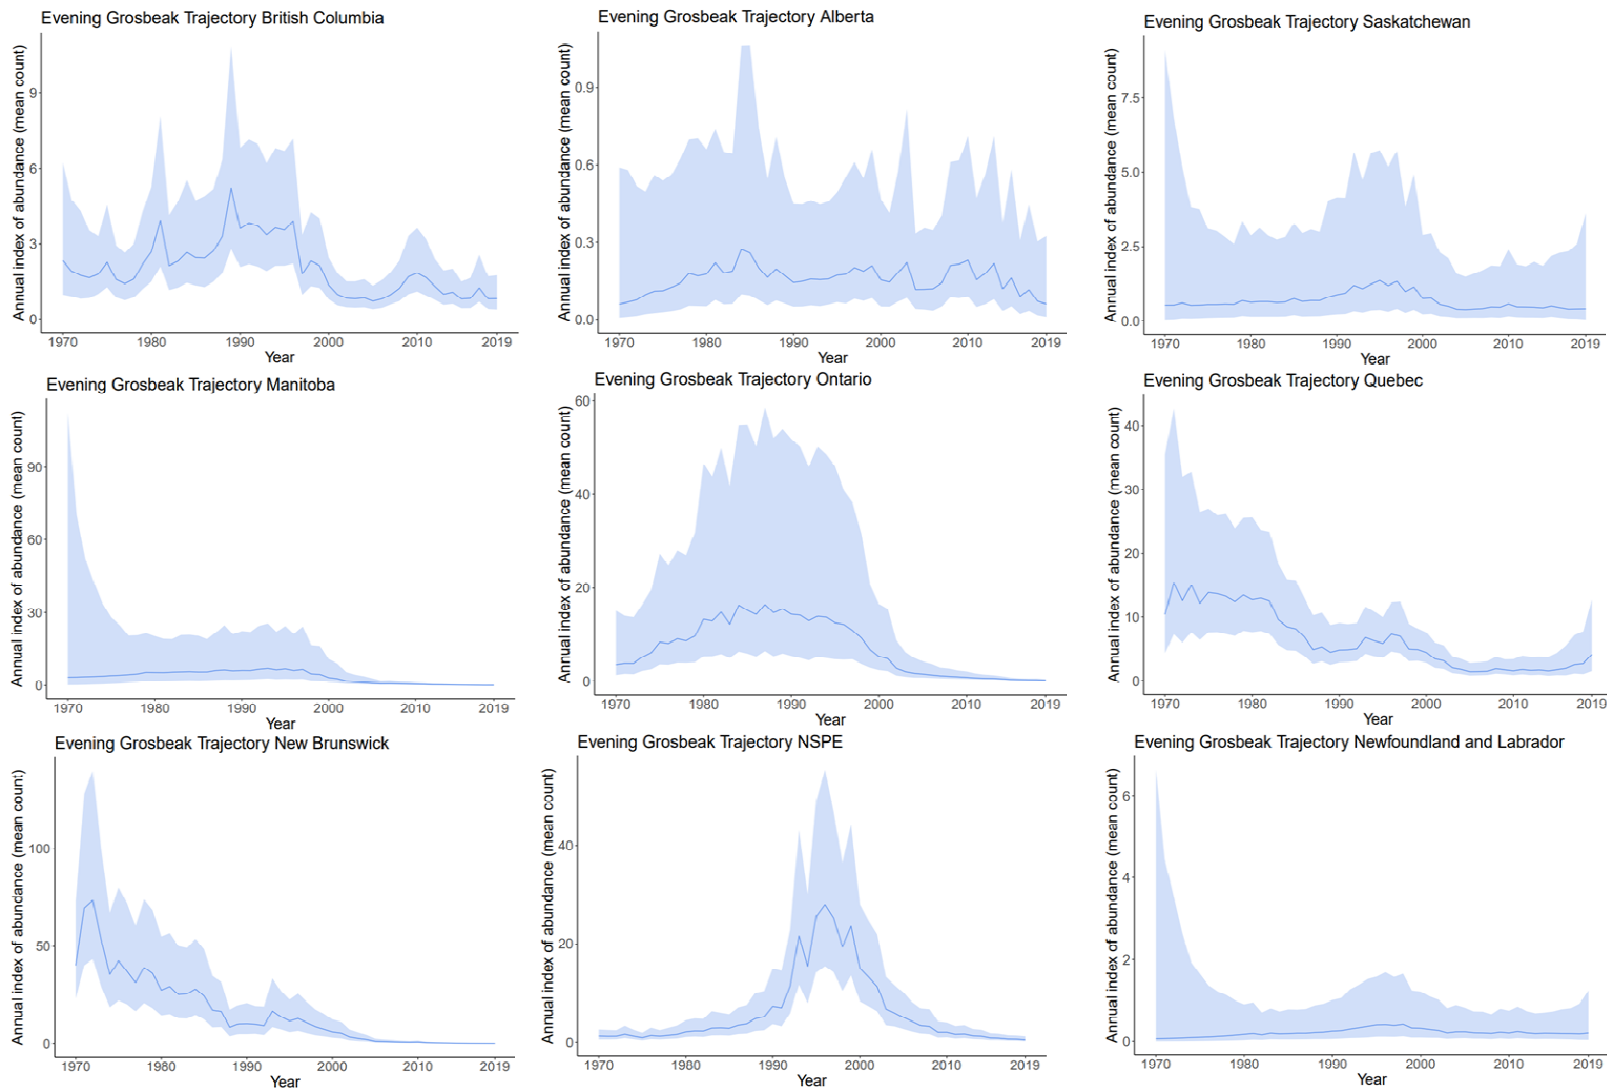 Evening Grosbeak Trajectory British Columbia
Annual index of abundance (mean count)
9
6
3
0
1970 1980 1990 2000 2010 2019
Year
Evening Grosbeak Trajectory Alberta
Annual index of abundance (mean count)
0.9
0.6
0.3
0.0
1970 1980 1990 2000 2010 2019
Year
Evening Grosbeak Trajectory Saskatchewan
Annual index of abundance (mean count)
7.5
5.0
2.5
0.0
1970 1980 1990 2000 2010 2019
Year
Evening Grosbeak Trajectory Manitoba
Annual index of abundance (mean count)
90
60
30
0
1970 1980 1990 2000 2010 2019
Year
Evening Grosbeak Trajectory Ontario
Annual index of abundance (mean count)
60
40
20
0
1970 1980 1990 2000 2010 2019
Year
Evening Grosbeak Trajectory Quebec
Annual index of abundance (mean count)
40
30
20
10
0
1970 1980 1990 2000 2010 2019
Year
Evening Grosbeak Trajectory New Brunswick
Annual index of abundance (mean count)
100
50
0
1970 1980 1990 2000 2010 2019
Year
Evening Grosbeak Trajectory NSPE
Annual index of abundance (mean count)
40
20
0
1970 1980 1990 2000 2010 2019
Year
Evening Grosbeak Trajectory Newfoundland and Labrador
Annual index of abundance (mean count)
6
4
2
0
1970 1980 1990 2000 2010 2019
Year